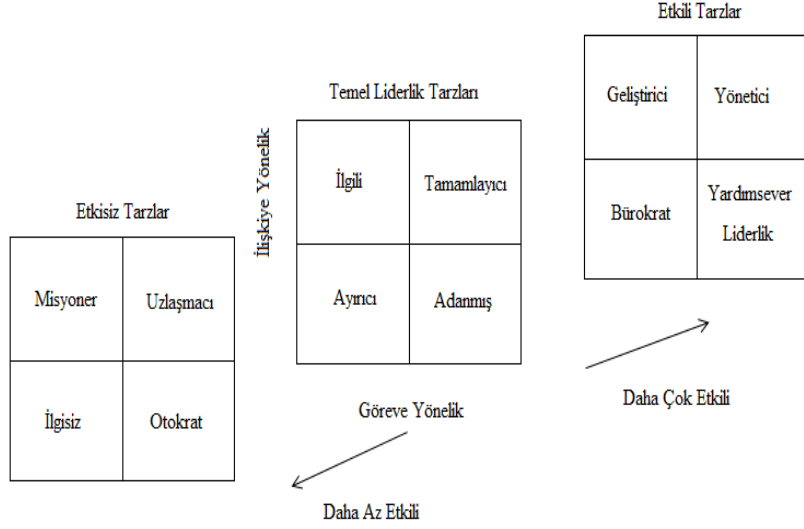 Etkili Tarzlar
Geliştirici
Yönetici
Bürokrat
Yardımsever
Liderlik
Temel Liderlik Tarzları
İlişkiye Yönelik
İlgili
Tamamlayıcı
Ayırıcı
Adanmış
Etkisiz Tarzlar
Misyoner
Uzlaşmacı
İlgisiz
Otokrat
Göreve Yönelik
Daha Çok Etkili
Daha Az Etkili